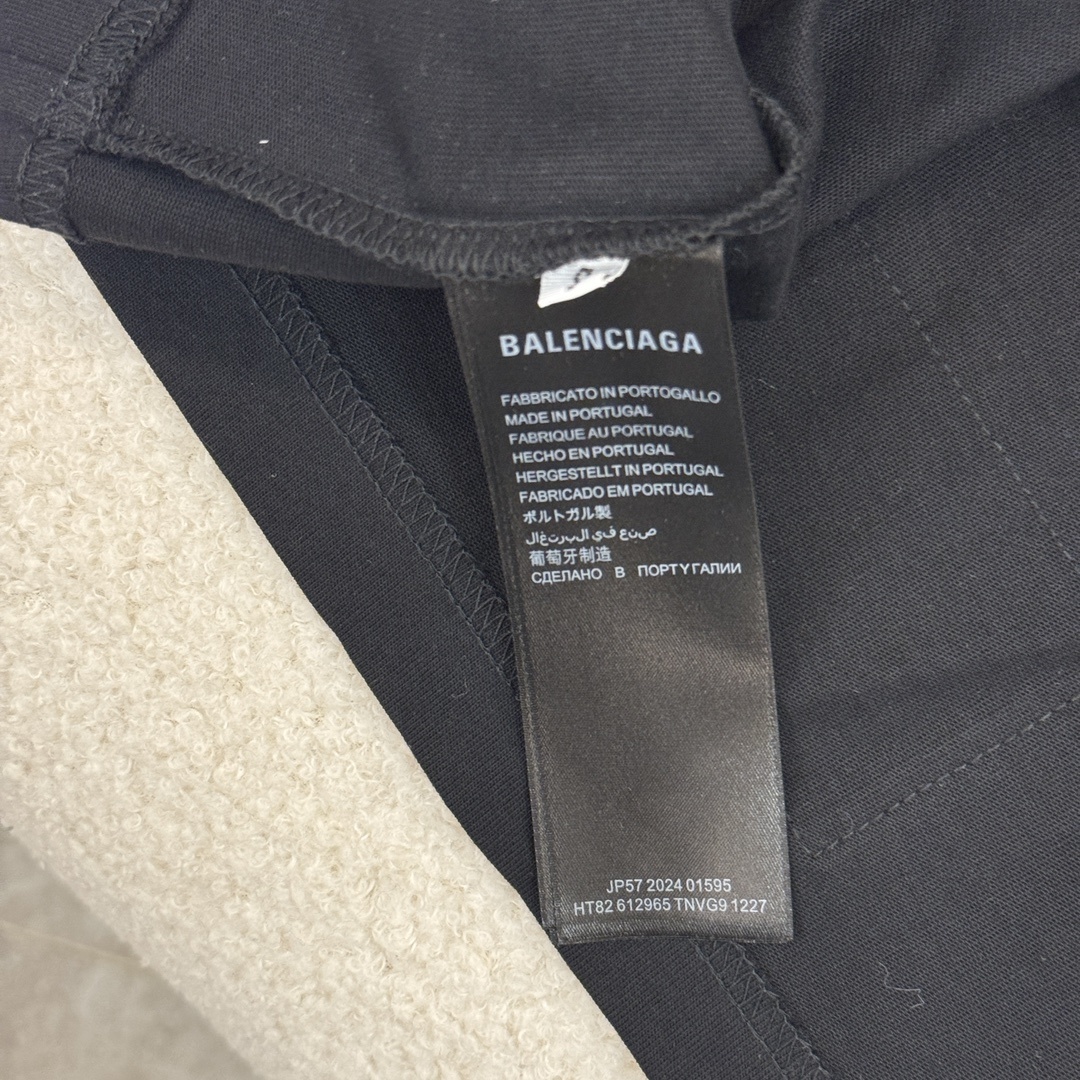 BALENCIAGA
FABBRICATO IN PORTOGALLO
MADE IN PORTUGAL
FABRIQUE AU PORTUGAL
HECHO EN PORTUGAL
HERGESTELLT IN PORTUGAL
FABRICADO EM PORTUGAL
ポルトガル製
صنع في البرتغال
葡萄牙制造
СДЕЛАНО В ПОРТУГАЛИИ
JP57 2024 01595
HT82 612965 TNVG9 1227